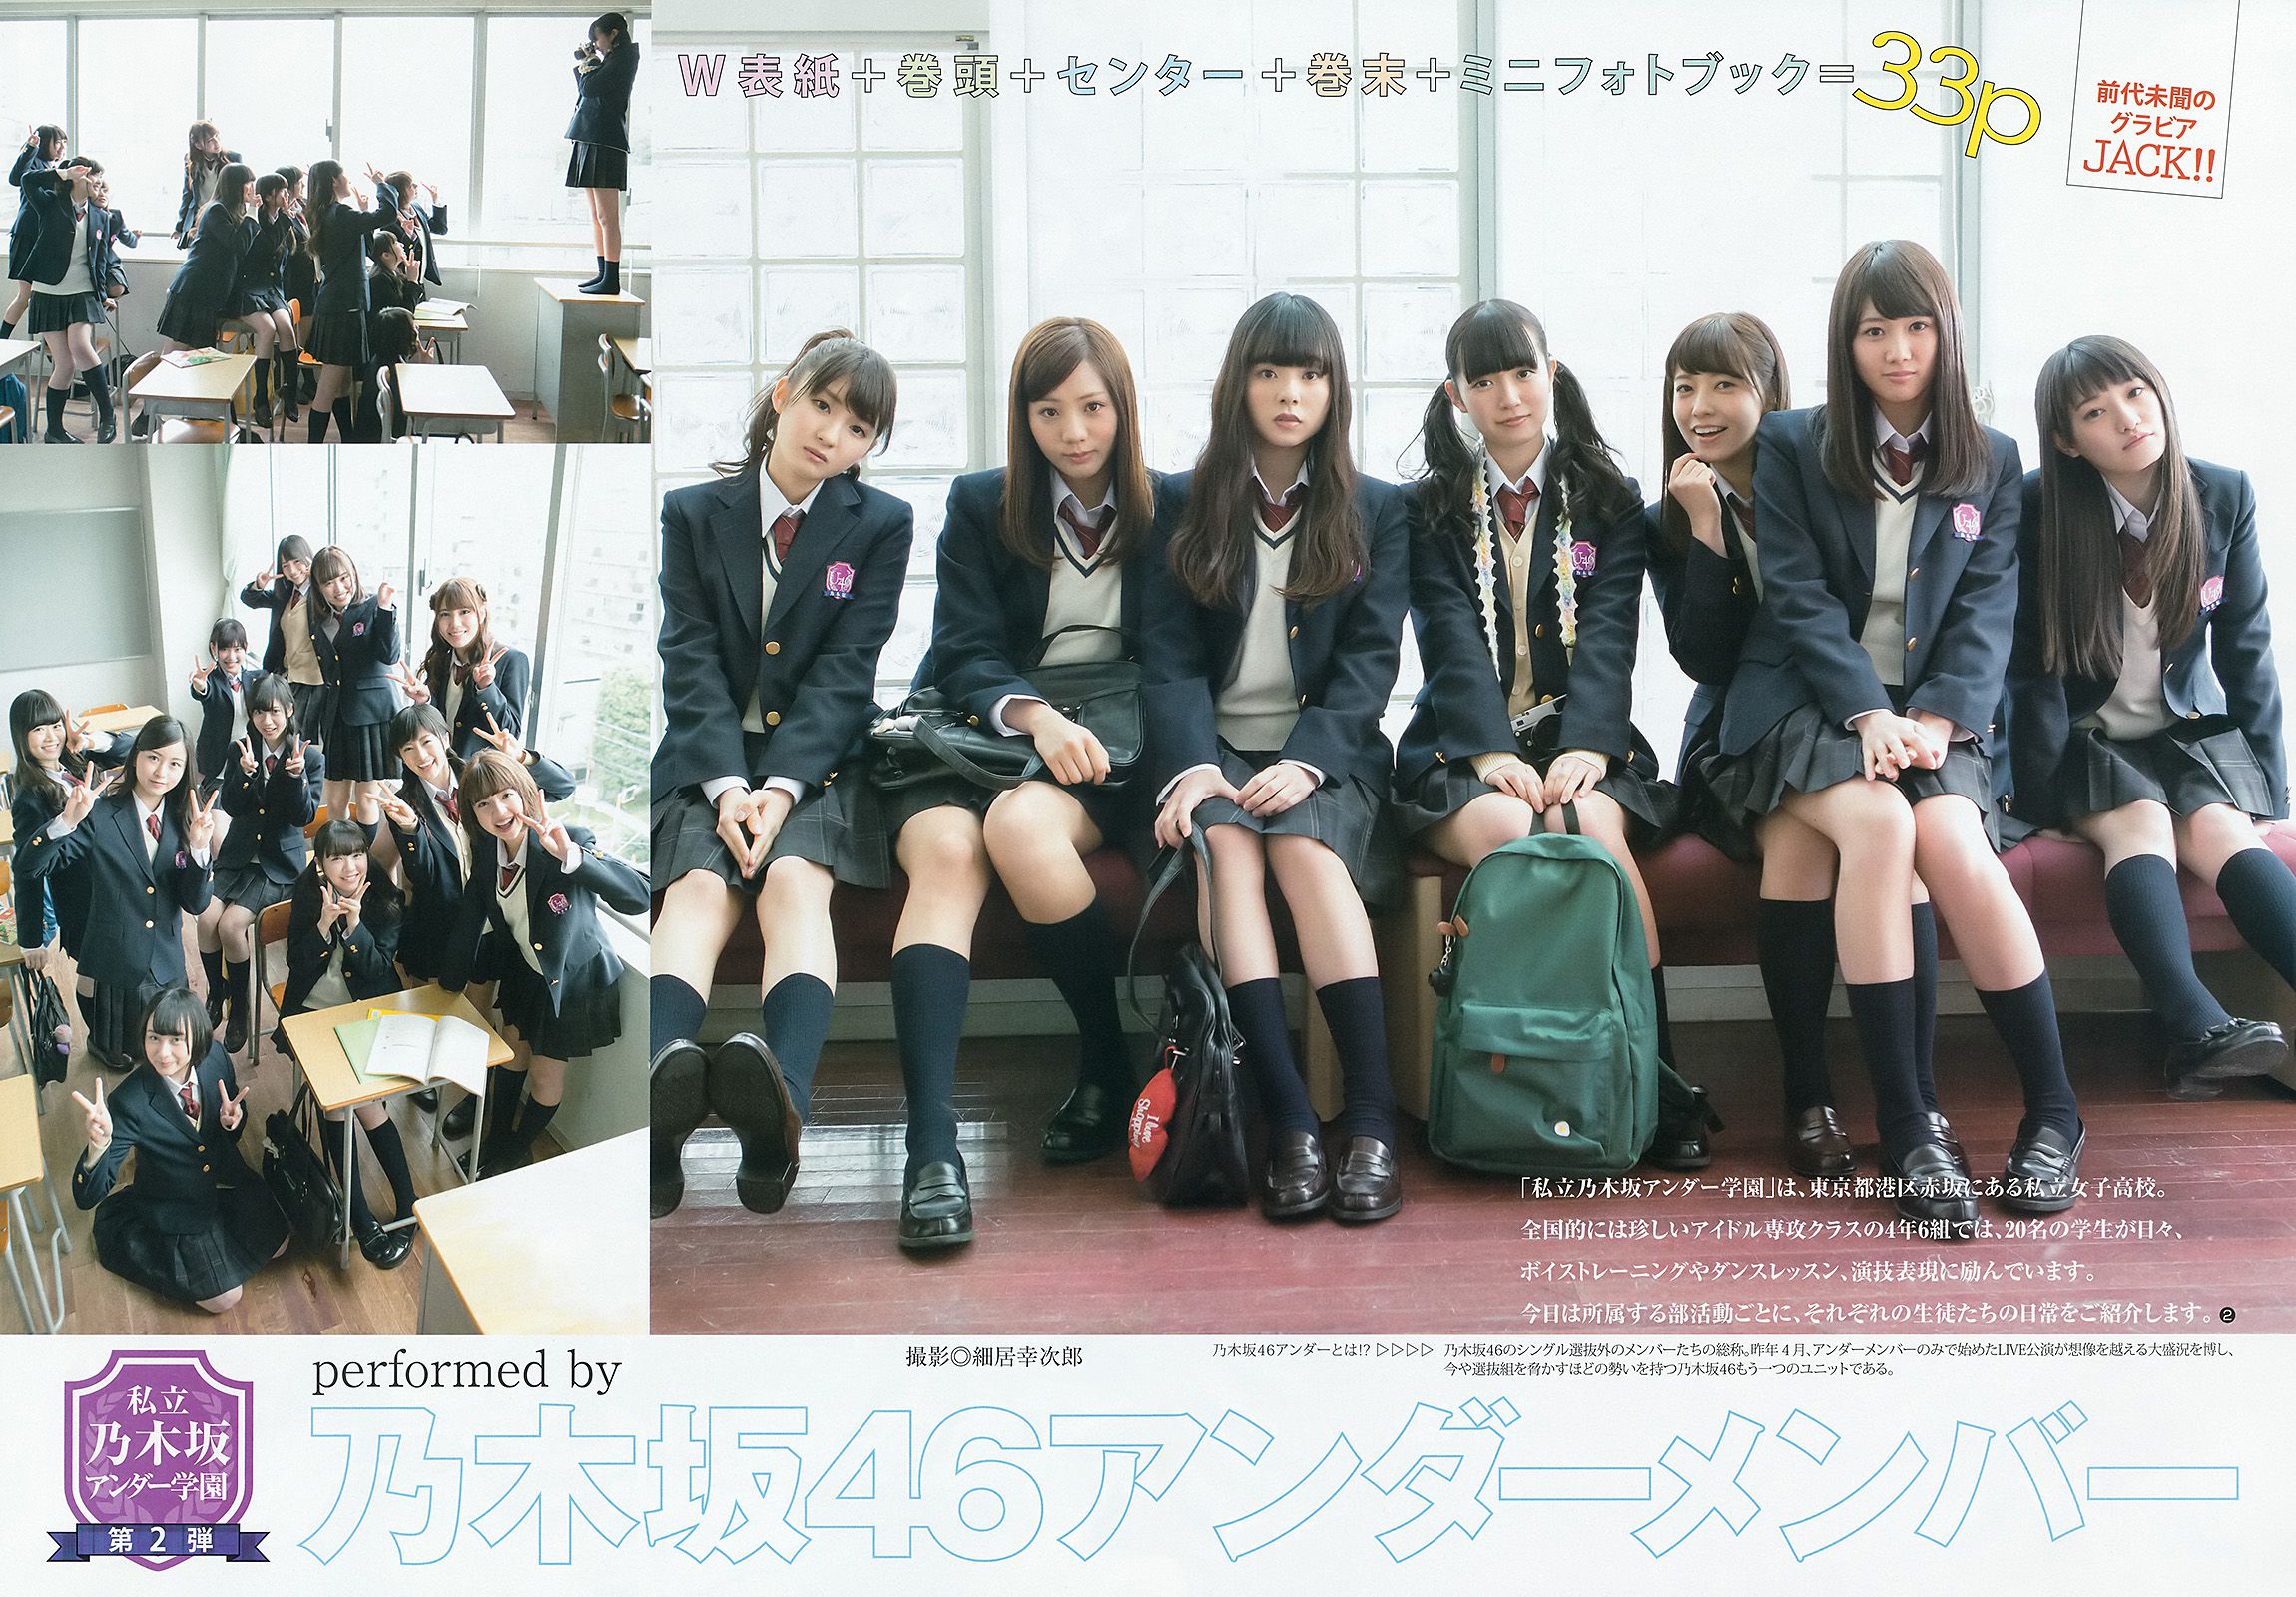 W表紙＋巻頭＋センター＋巻末＋ミニフォトブック＝33p
前代未聞の
グラビア
JACK!!
I love
Shopping
「私立乃木坂アンダー学園」は、東京都港区赤坂にある私立女子高校。
全国的には珍しいアイドル専攻クラスの4年6組では、20名の学生が日々、
ボイストレーニングやダンスレッスン、演技表現に励んでいます。
今日は所属する部活動ごとに、それぞれの生徒たちの日常をご紹介します。❷
撮影◎細居幸次郎
乃木坂46アンダーとは!? ▷▷▷▷ 乃木坂46のシングル選抜外のメンバーたちの総称。昨年4月、アンダーメンバーのみで始めたLIVE公演が想像を越える大盛況を博し、
今や選抜組を脅かすほどの勢いを持つ乃木坂46もう一つのユニットである。
私立
乃木坂
アンダー学園
第2弾
performed by
乃木坂46アンダーメンバー